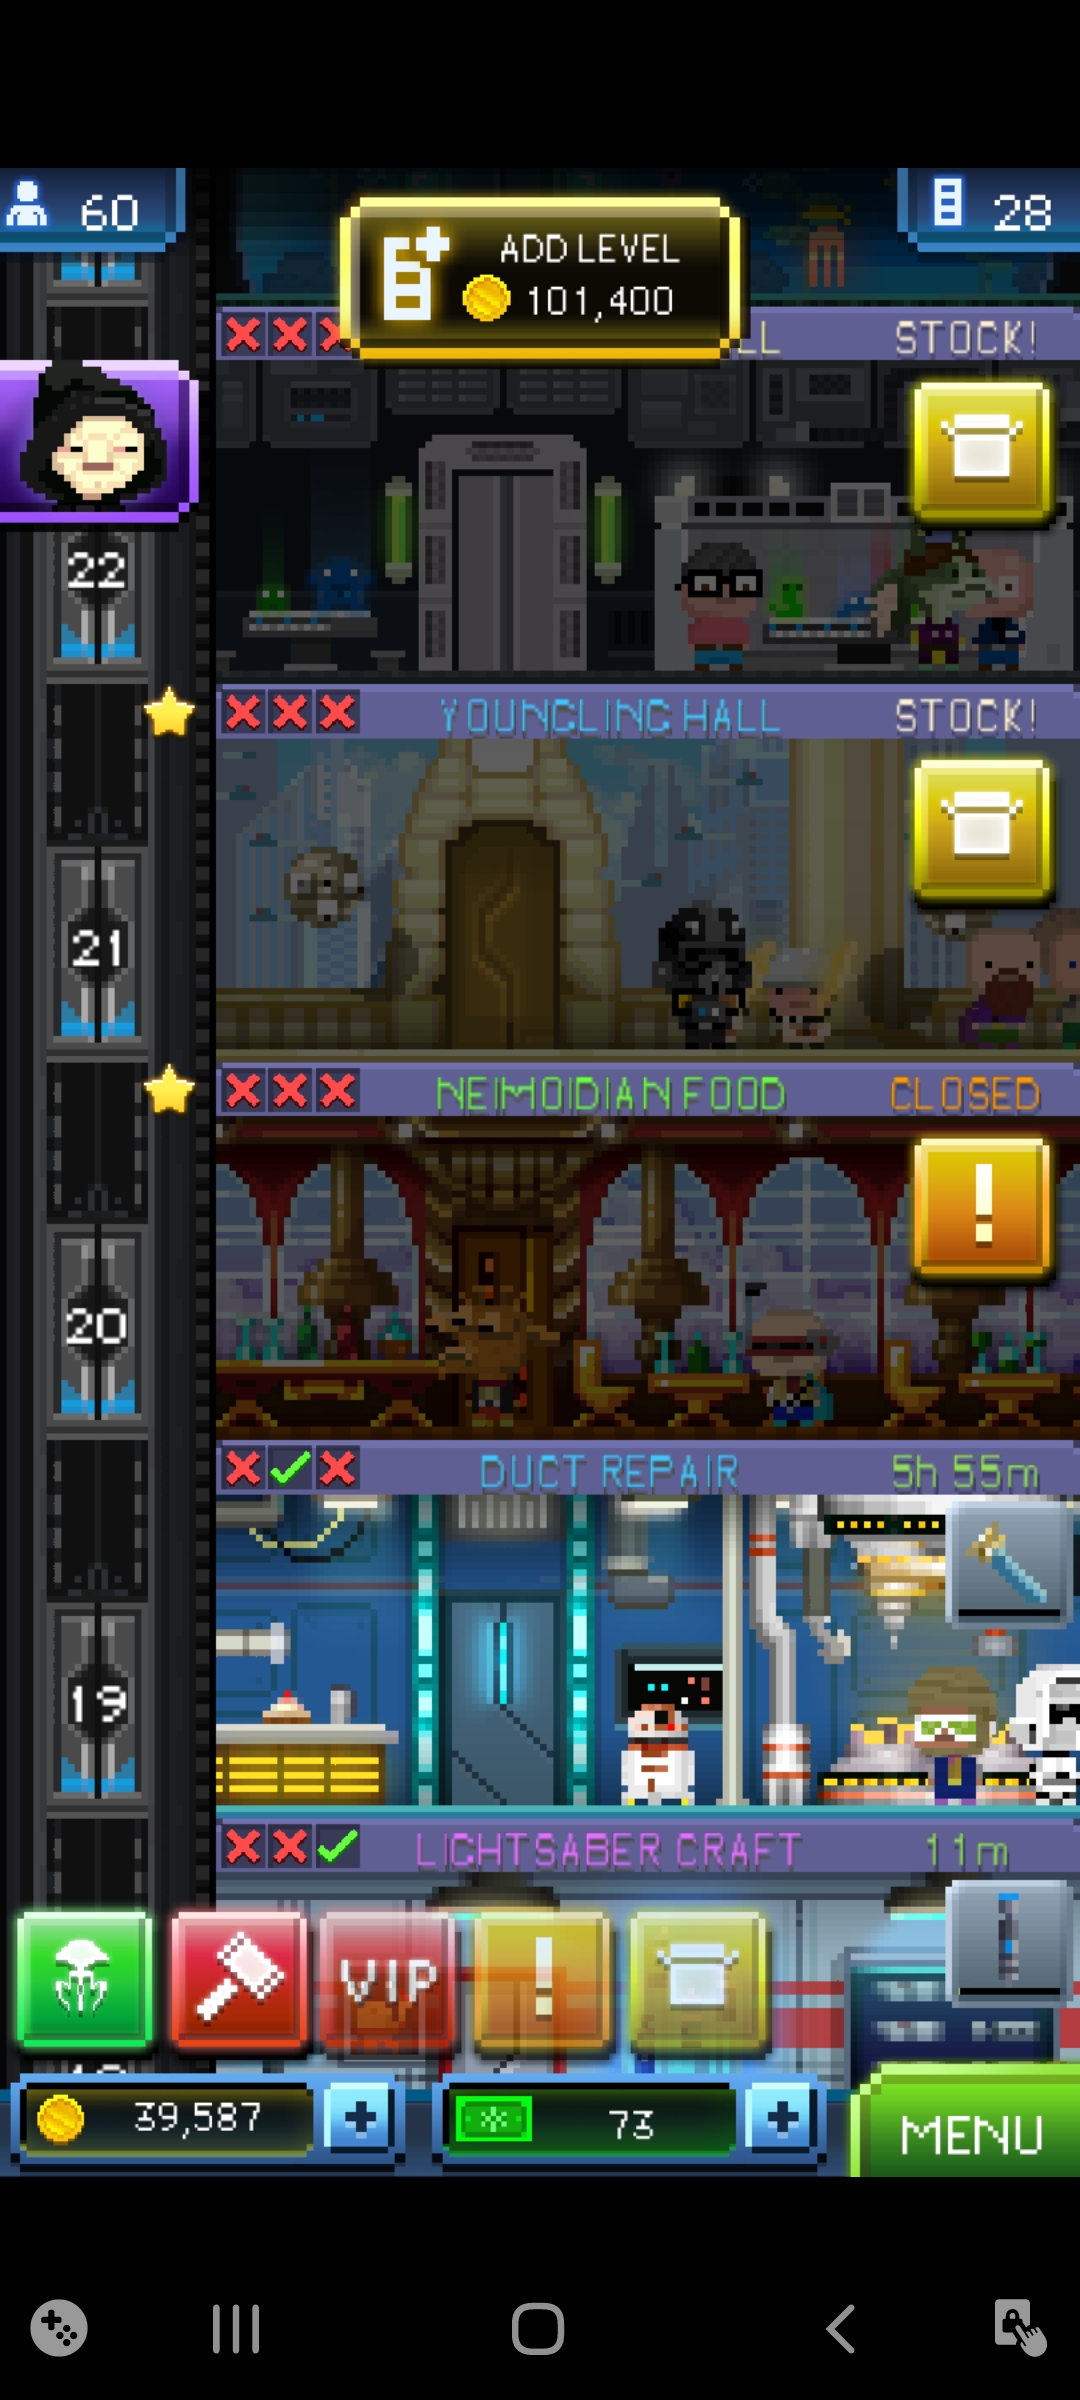 60
ADD LEVEL
101,400
28
LL
STOCK!
22
YOUNGLING HALL
STOCK!
21
NEIMOIDIAN FOOD
CLOSED
!
20
DUCT REPAIR
5h 55m
19
LIGHTSABER CRAFT
11m
VIP
!
39,587
+
73
+
MENU